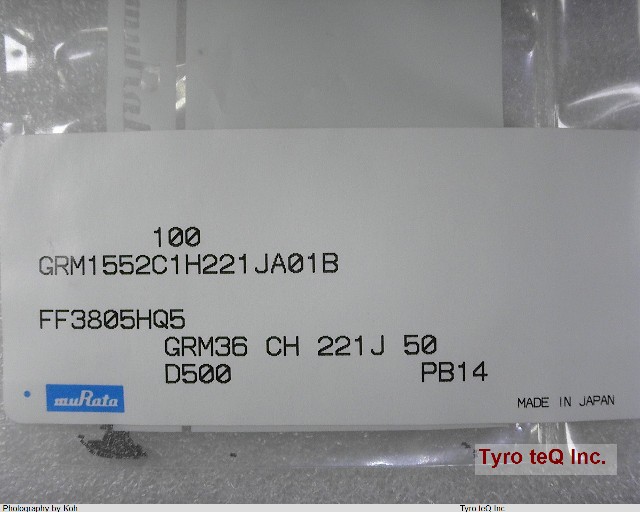 100
GRM1552C1H221JA01B
FF3805HQ5
GRM36 CH 221J 50
D500 PB14
muRata
MADE IN JAPAN
Tyro teQ Inc.
Photography by Koh
Tyro teQ Inc